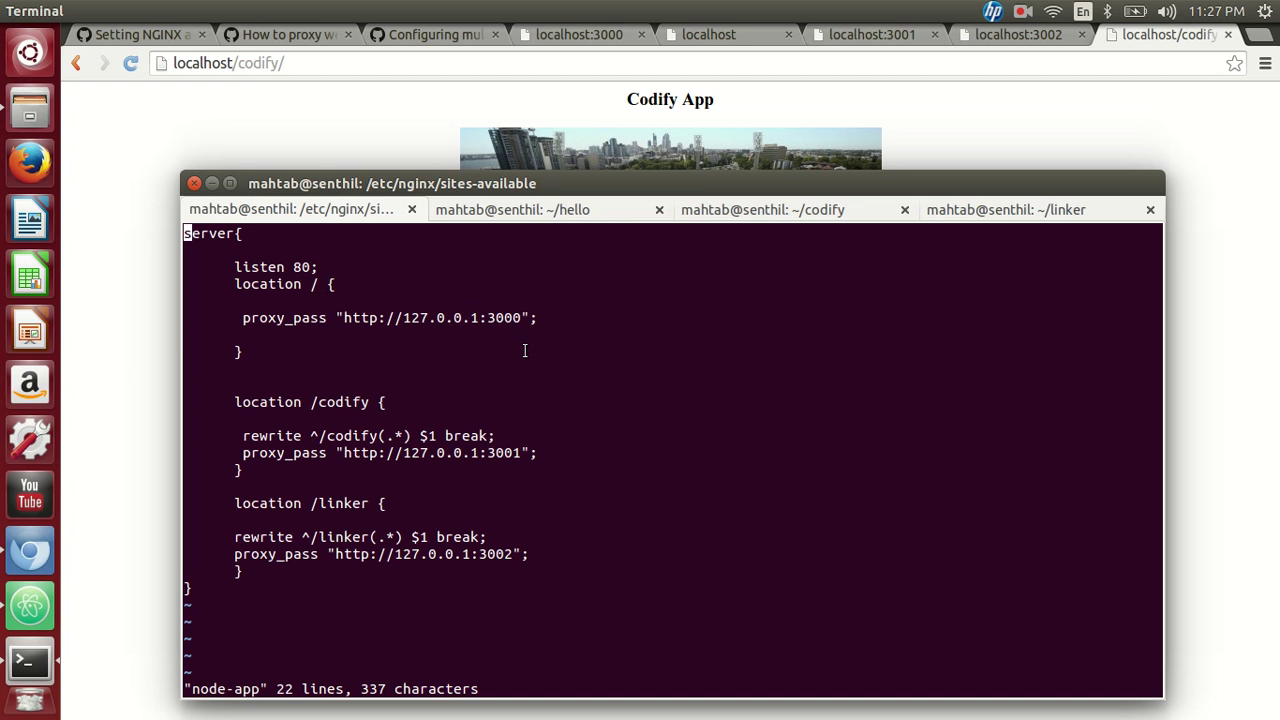 Terminal
En
11:27 PM
Setting NGINX a
How to proxy we
Configuring mul
localhost:3000
localhost
localhost:3001
localhost:3002
localhost/codify
localhost/codify/
Codify App
mahtab@senthil: /etc/nginx/sites-available
mahtab@senthil: /etc/nginx/si...
mahtab@senthil: ~/hello
mahtab@senthil: ~/codify
mahtab@senthil: ~/linker
server{
listen 80;
location / {
proxy_pass "http://127.0.0.1:3000";
}
location /codify {
rewrite ^/codify(.*) $1 break;
proxy_pass "http://127.0.0.1:3001";
}
location /linker {
rewrite ^/linker(.*) $1 break;
proxy_pass "http://127.0.0.1:3002";
}
}
~
~
~
~
~
"node-app" 22 lines, 337 characters
hp
a
You
Tube
>_